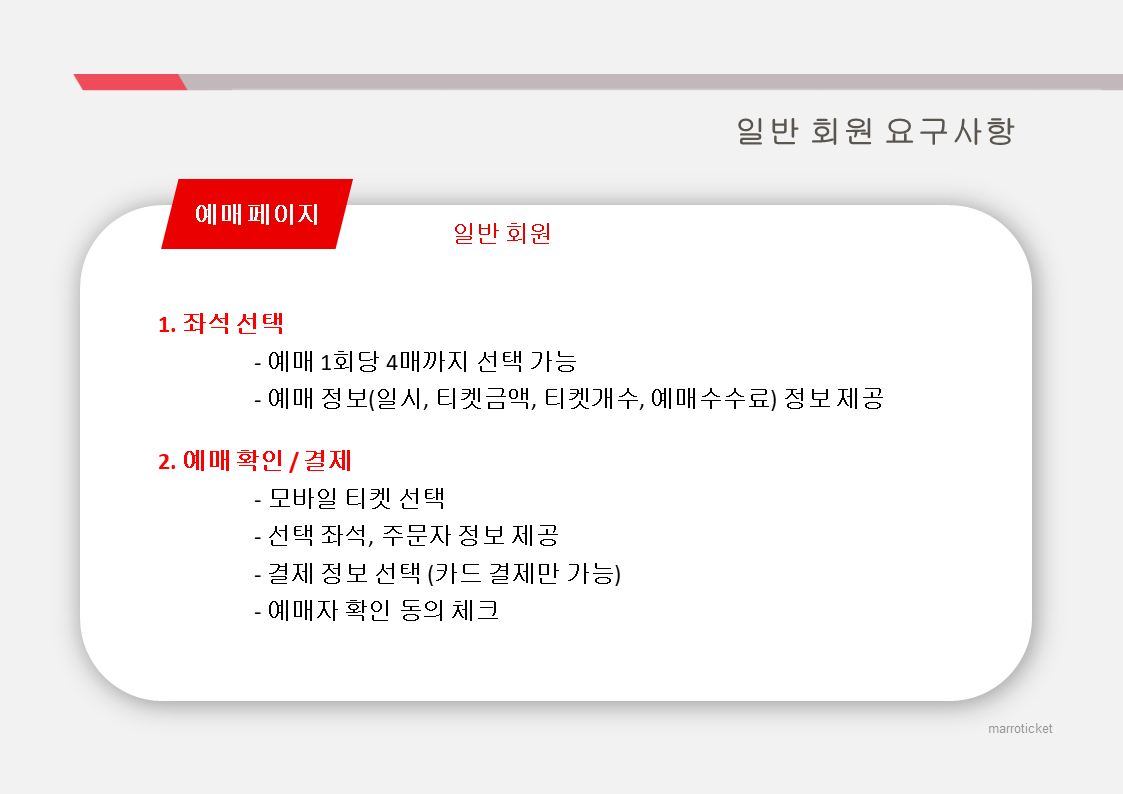 일반 회원 요구사항
예매 페이지
일반 회원
1. 좌석 선택
- 예매 1회당 4매까지 선택 가능
- 예매 정보(일시, 티켓금액, 티켓개수, 예매수수료) 정보 제공
2. 예매 확인 / 결제
- 모바일 티켓 선택
- 선택 좌석, 주문자 정보 제공
- 결제 정보 선택 (카드 결제만 가능)
- 예매자 확인 동의 체크
marroticket